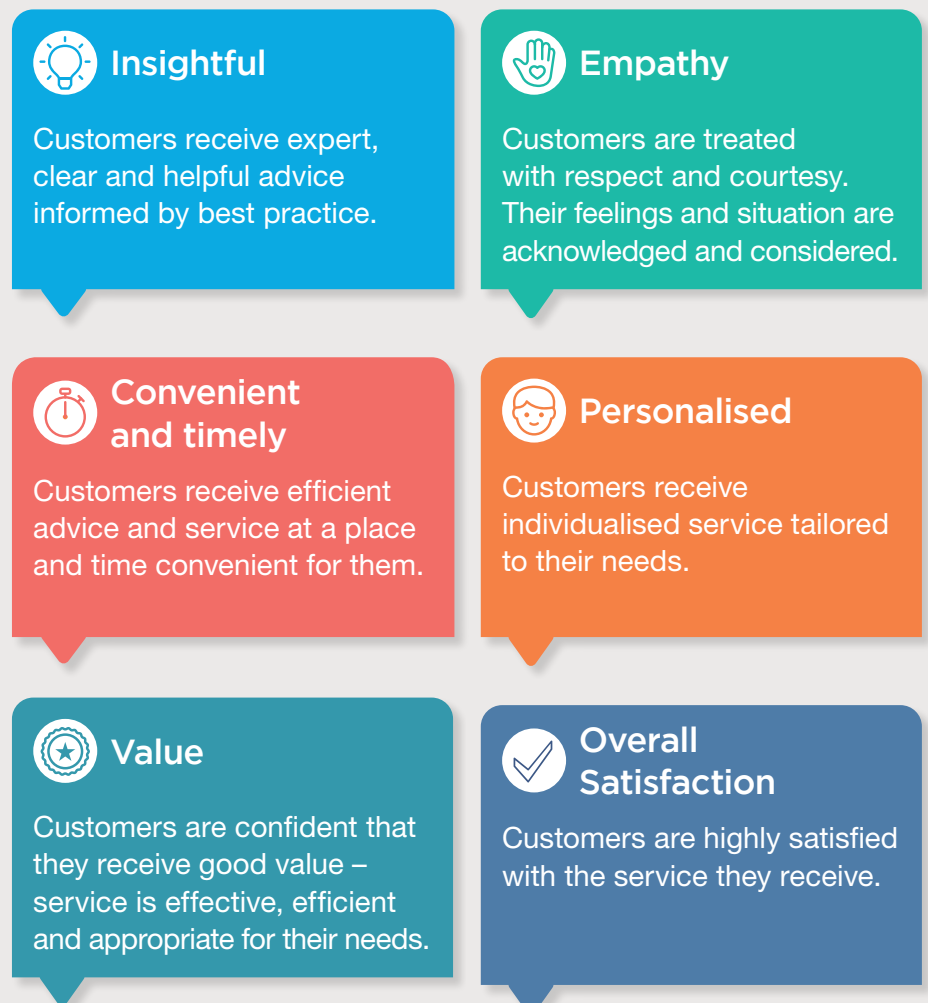 Insightful
Customers receive expert,
clear and helpful advice
informed by best practice.
Empathy
Customers are treated
with respect and courtesy.
Their feelings and situation are
acknowledged and considered.
Convenient
and timely
Customers receive efficient
advice and service at a place
and time convenient for them.
Personalised
Customers receive
individualised service tailored
to their needs.
Value
Customers are confident that
they receive good value –
service is effective, efficient
and appropriate for their needs.
Overall
Satisfaction
Customers are highly satisfied
with the service they receive.